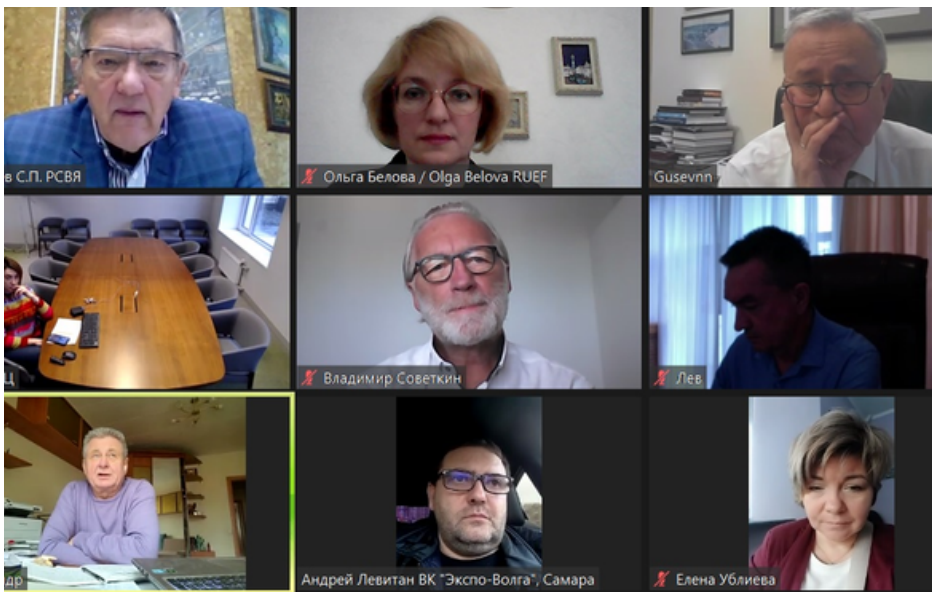 в С.П. РСВЯ
Ольга Белова / Olga Belova RUEF
Gusevnn
ц
Владимир Советкин
Лев
др
Андрей Левитан ВК "Экспо-Волга", Самара
Елена Ублиева